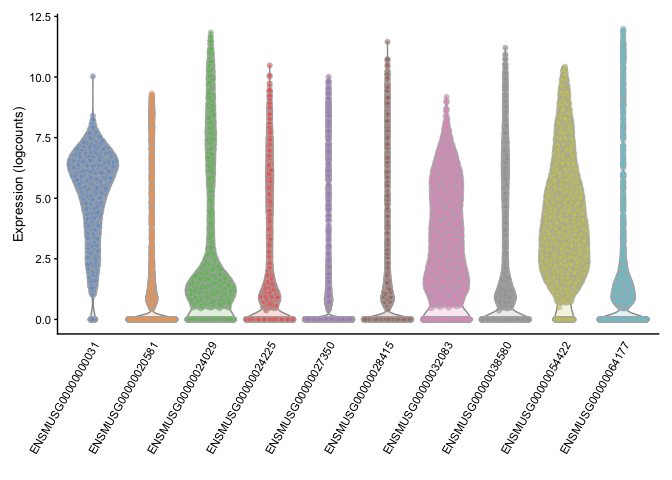 12.5
10.0
7.5
5.0
2.5
0.0
Expression (logcounts)
ENSMUSG00000000031
ENSMUSG00000020581
ENSMUSG00000024029
ENSMUSG00000024225
ENSMUSG00000027350
ENSMUSG00000028415
ENSMUSG00000032083
ENSMUSG00000038580
ENSMUSG00000054422
ENSMUSG00000064177